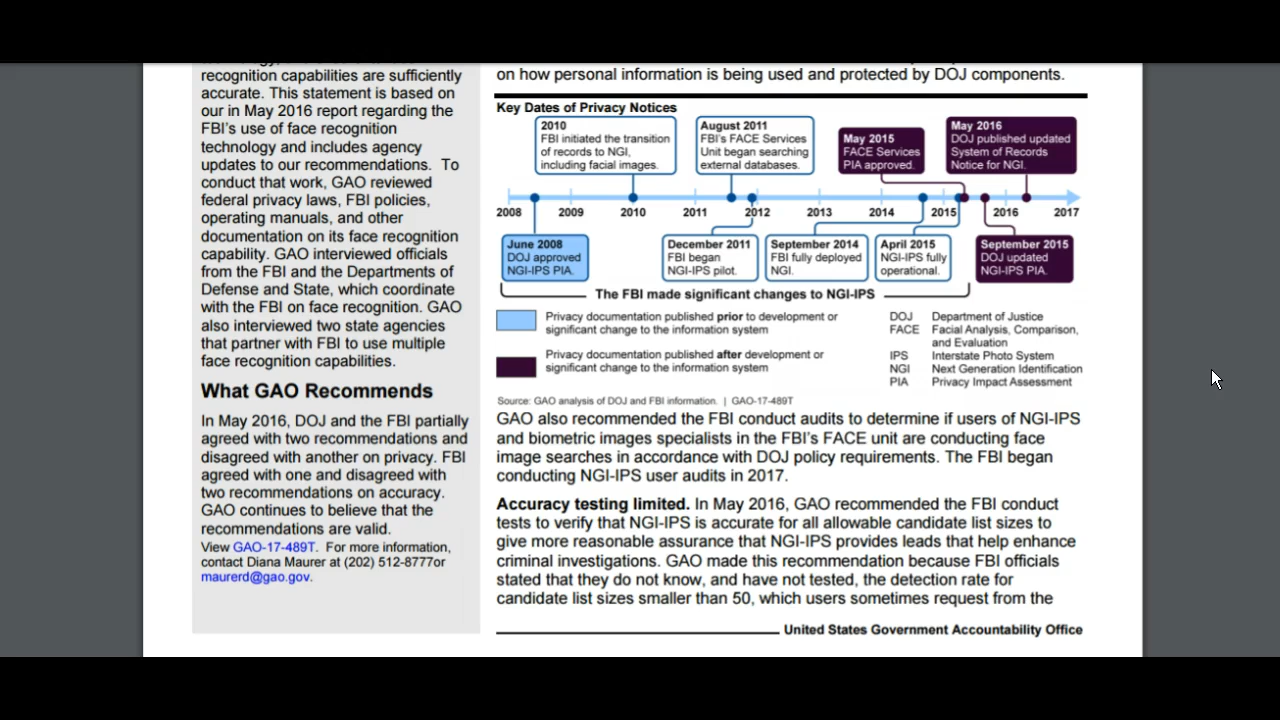 recognition capabilities are sufficiently
accurate. This statement is based on
our in May 2016 report regarding the
FBI's use of face recognition
technology and includes agency
updates to our recommendations. To
conduct that work, GAO reviewed
federal privacy laws, FBI policies,
operating manuals, and other
documentation on its face recognition
capability. GAO interviewed officials
from the FBI and the Departments of
Defense and State, which coordinate
with the FBI on face recognition. GAO
also interviewed two state agencies
that partner with FBI to use multiple
face recognition capabilities.
What GAO Recommends
In May 2016, DOJ and the FBI partially
agreed with two recommendations and
disagreed with another on privacy. FBI
agreed with one and disagreed with
two recommendations on accuracy.
GAO continues to believe that the
recommendations are valid.
View GAO-17-489T. For more information,
contact Diana Maurer at (202) 512-8777or
maurerd@gao.gov.
on how personal information is being used and protected by DOJ components.
Key Dates of Privacy Notices
2010
FBI initiated the transition
of records to NGI,
including facial images.
August 2011
FBI's FACE Services
Unit began searching
external databases.
May 2015
FACE Services
PIA approved.
May 2016
DOJ published updated
System of Records
Notice for NGI.
2008 2009 2010 2011 2012 2013 2014 2015 2016 2017
June 2008
DOJ approved
NGI-IPS PIA.
December 2011
FBI began
NGI-IPS pilot.
September 2014
FBI fully deployed
NGI.
April 2015
NGI-IPS fully
operational.
September 2015
DOJ updated
NGI-IPS PIA.
The FBI made significant changes to NGI-IPS
Privacy documentation published prior to development or
significant change to the information system
Privacy documentation published after development or
significant change to the information system
DOJ Department of Justice
FACE Facial Analysis, Comparison,
and Evaluation
IPS Interstate Photo System
NGI Next Generation Identification
PIA Privacy Impact Assessment
Source: GAO analysis of DOJ and FBI information. | GAO-17-489T
GAO also recommended the FBI conduct audits to determine if users of NGI-IPS
and biometric images specialists in the FBI's FACE unit are conducting face
image searches in accordance with DOJ policy requirements. The FBI began
conducting NGI-IPS user audits in 2017.
Accuracy testing limited. In May 2016, GAO recommended the FBI conduct
tests to verify that NGI-IPS is accurate for all allowable candidate list sizes to
give more reasonable assurance that NGI-IPS provides leads that help enhance
criminal investigations. GAO made this recommendation because FBI officials
stated that they do not know, and have not tested, the detection rate for
candidate list sizes smaller than 50, which users sometimes request from the
United States Government Accountability Office